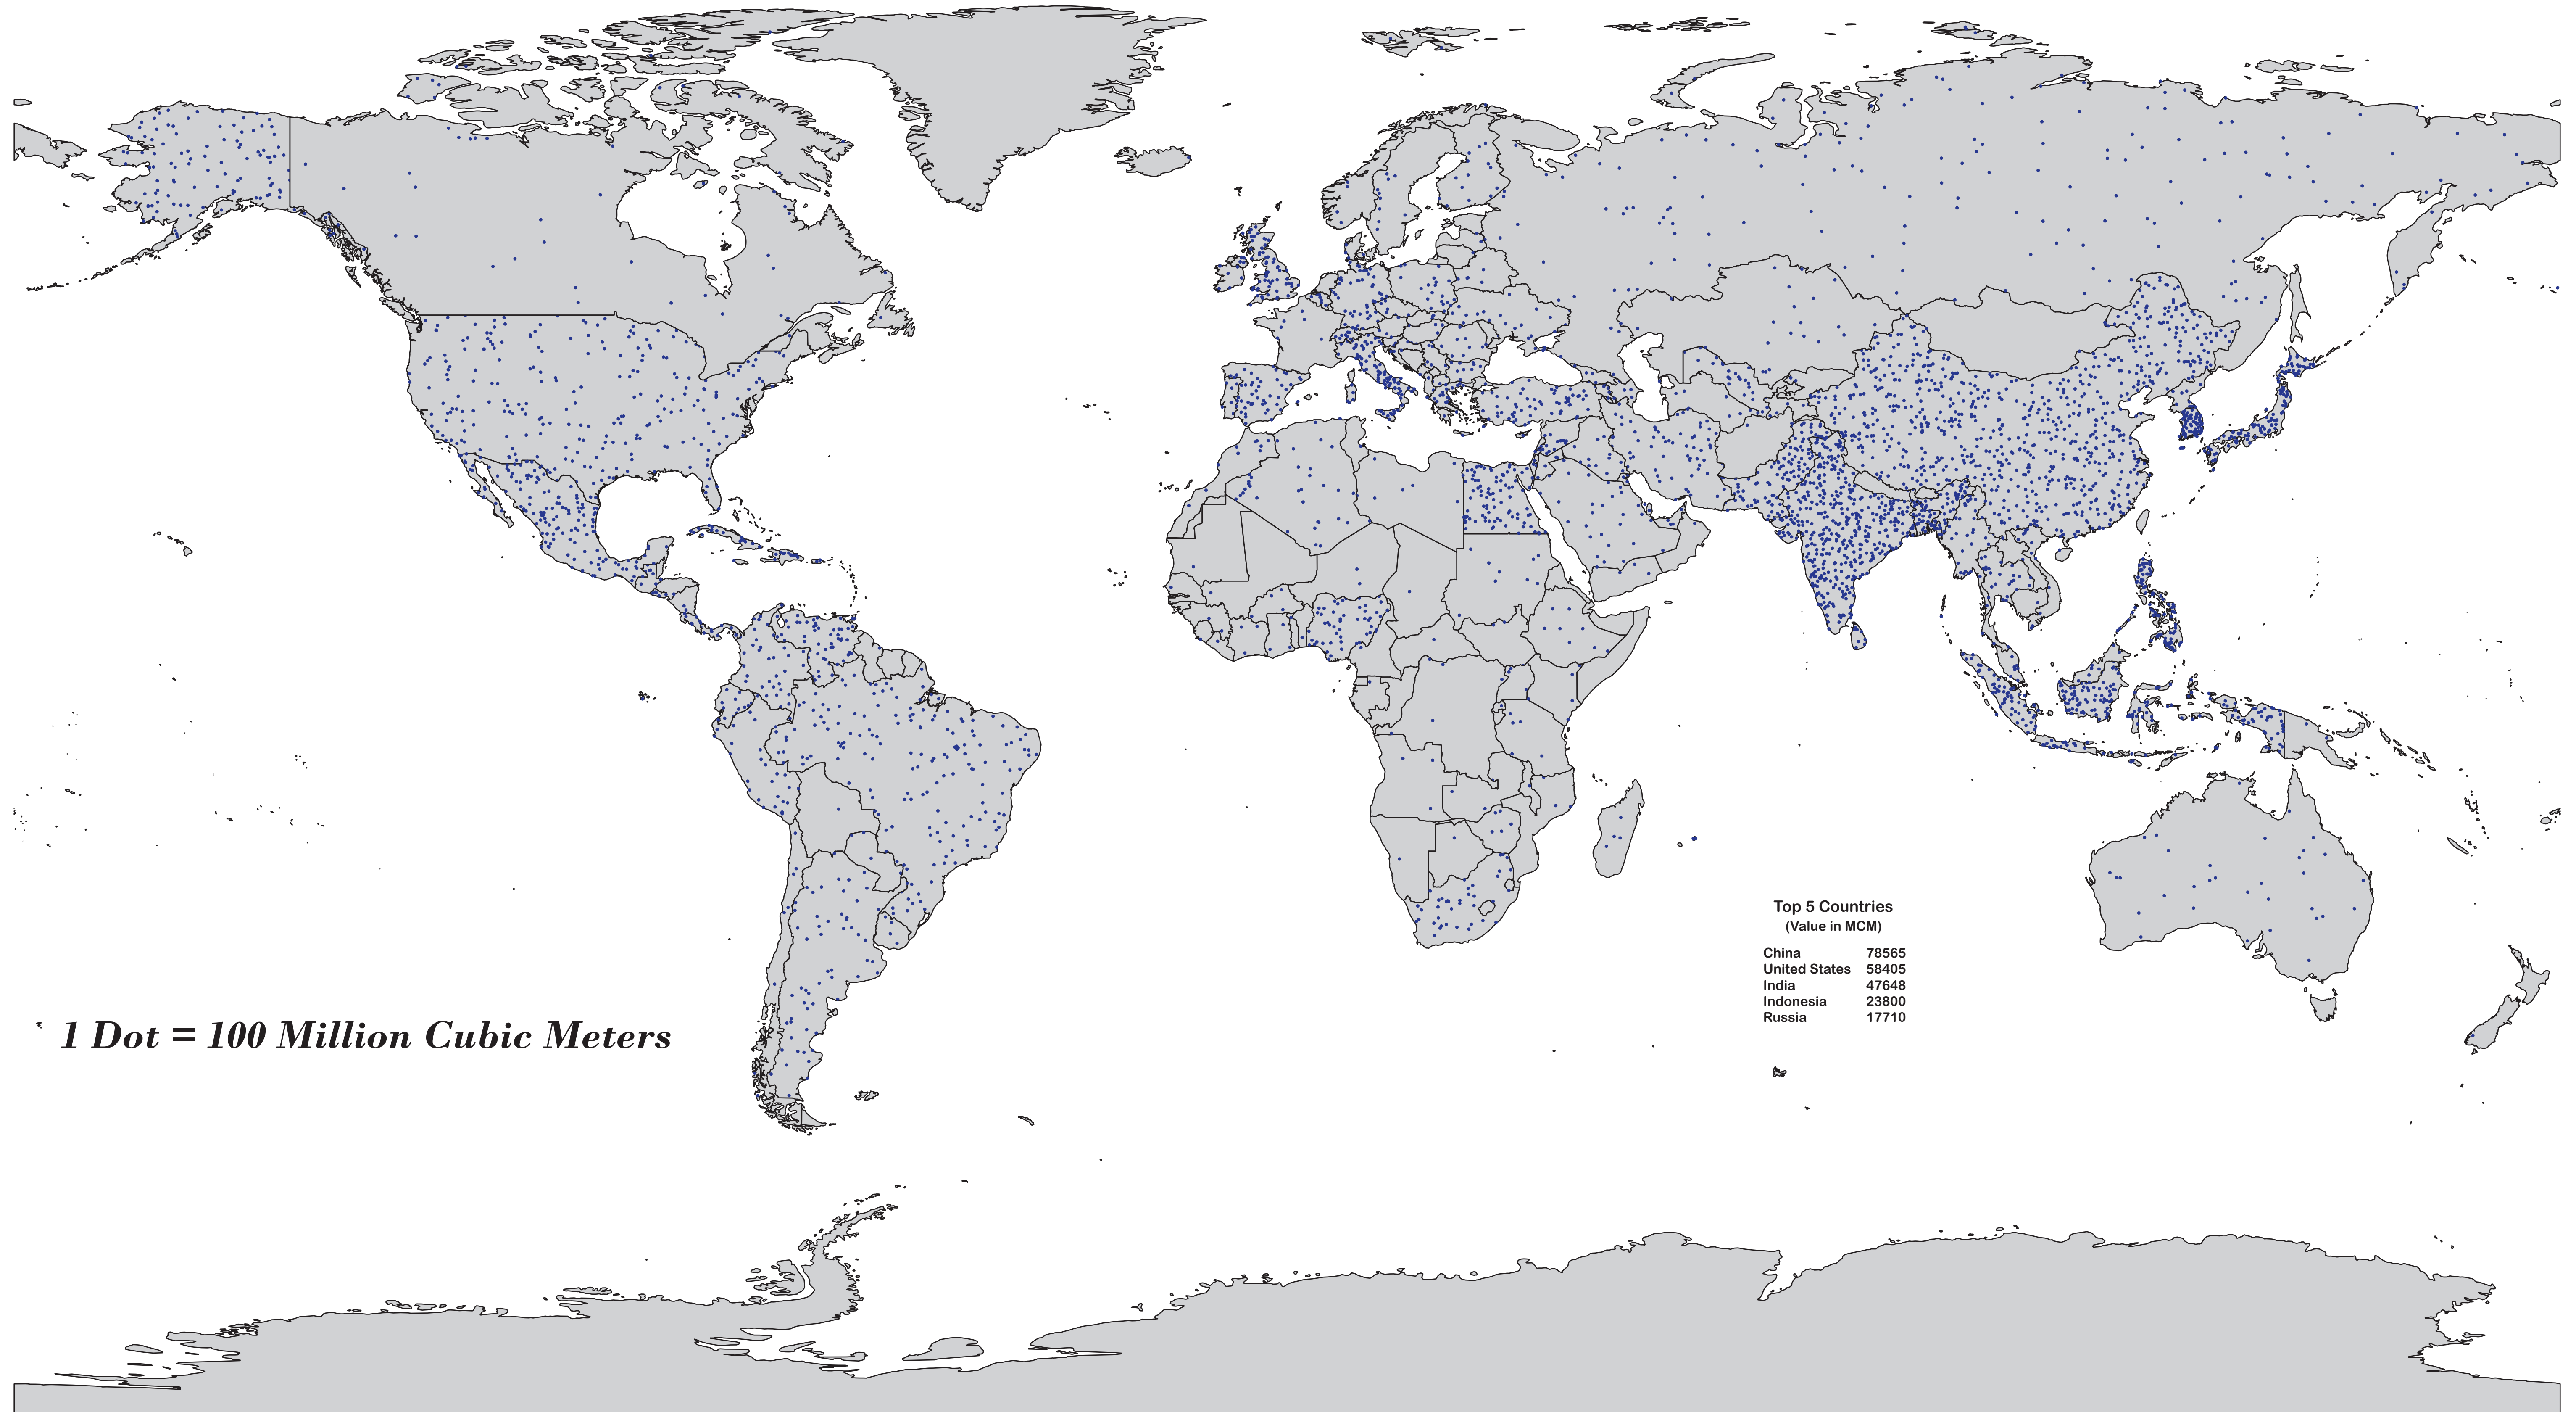 Top 5 Countries
(Value in MCM)
China 78565
United States 58405
India 47648
Indonesia 23800
Russia 17710
1 Dot = 100 Million Cubic Meters